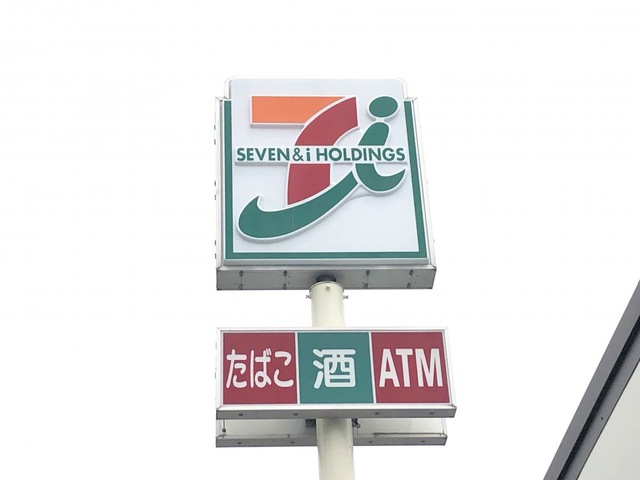 SEVEN & i HOLDINGS
たばこ 酒 ATM